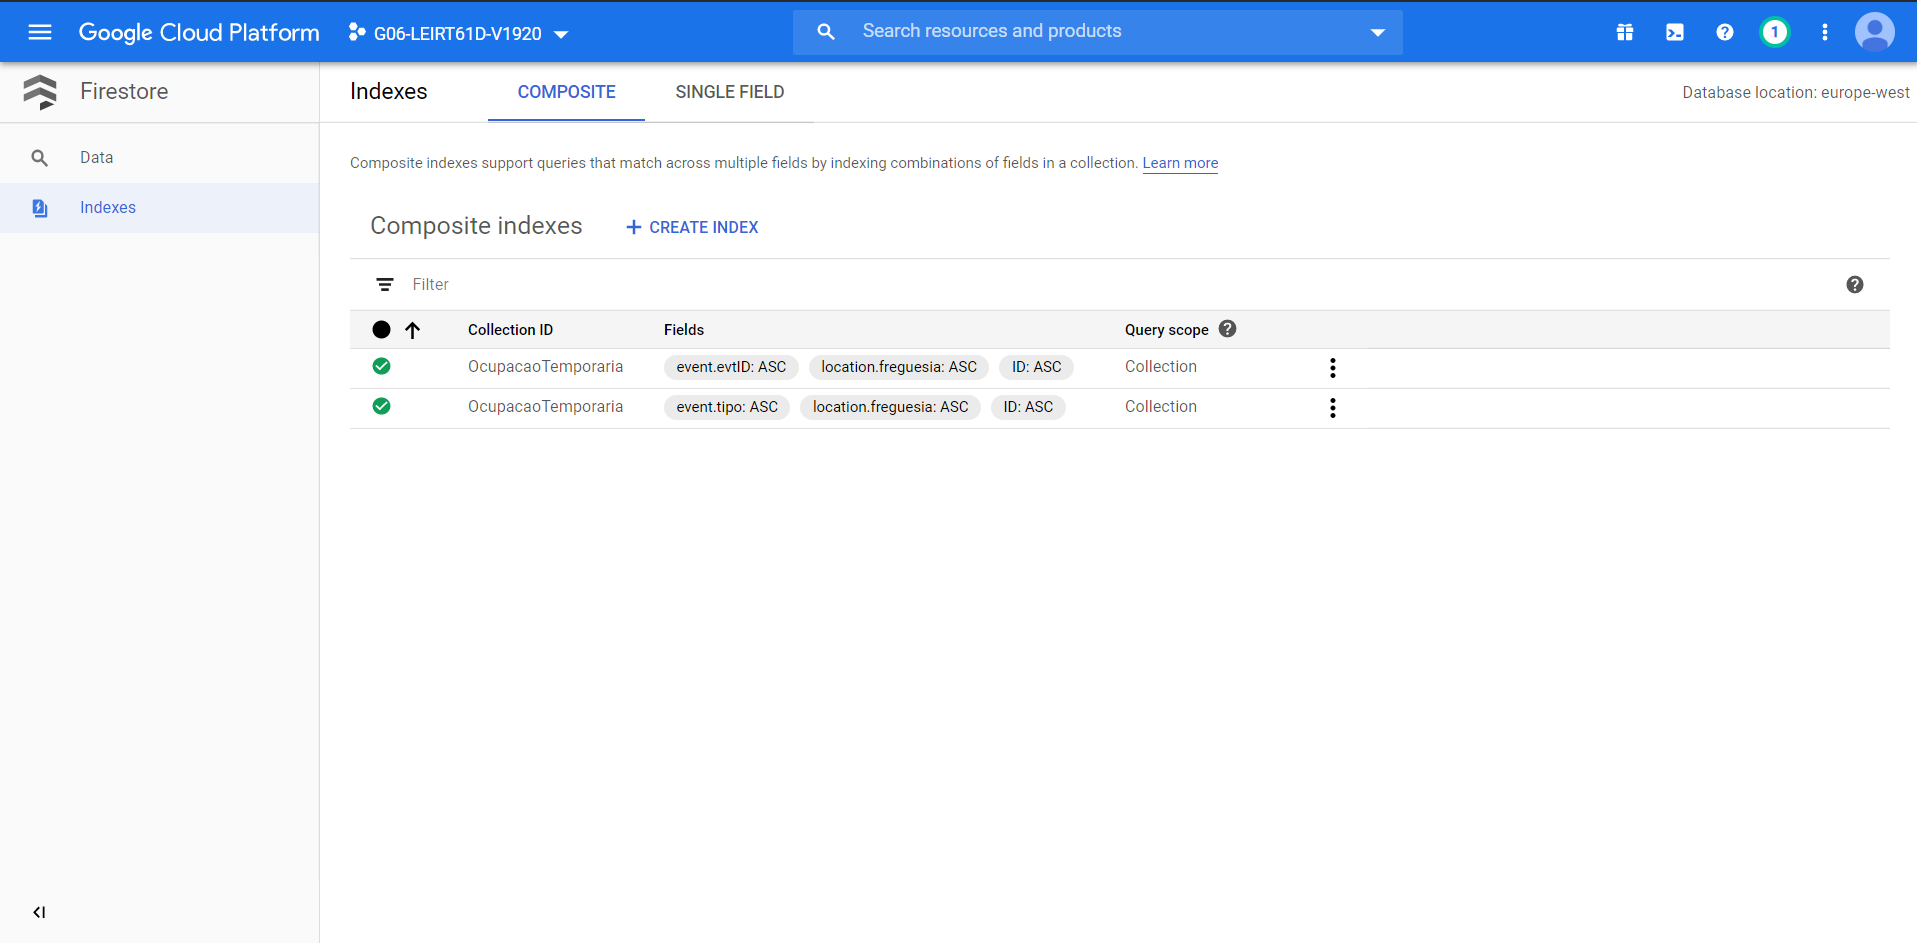 Google Cloud Platform G06-LEIRT61D-V1920 Search resources and products 1
Firestore
Indexes COMPOSITE SINGLE FIELD Database location: europe-west
Data
Indexes
Composite indexes support queries that match across multiple fields by indexing combinations of fields in a collection. Learn more
Composite indexes + CREATE INDEX
Filter
Collection ID Fields Query scope
OcupacaoTemporaria event.evtID: ASC location.freguesia: ASC ID: ASC Collection
OcupacaoTemporaria event.tipo: ASC location.freguesia: ASC ID: ASC Collection